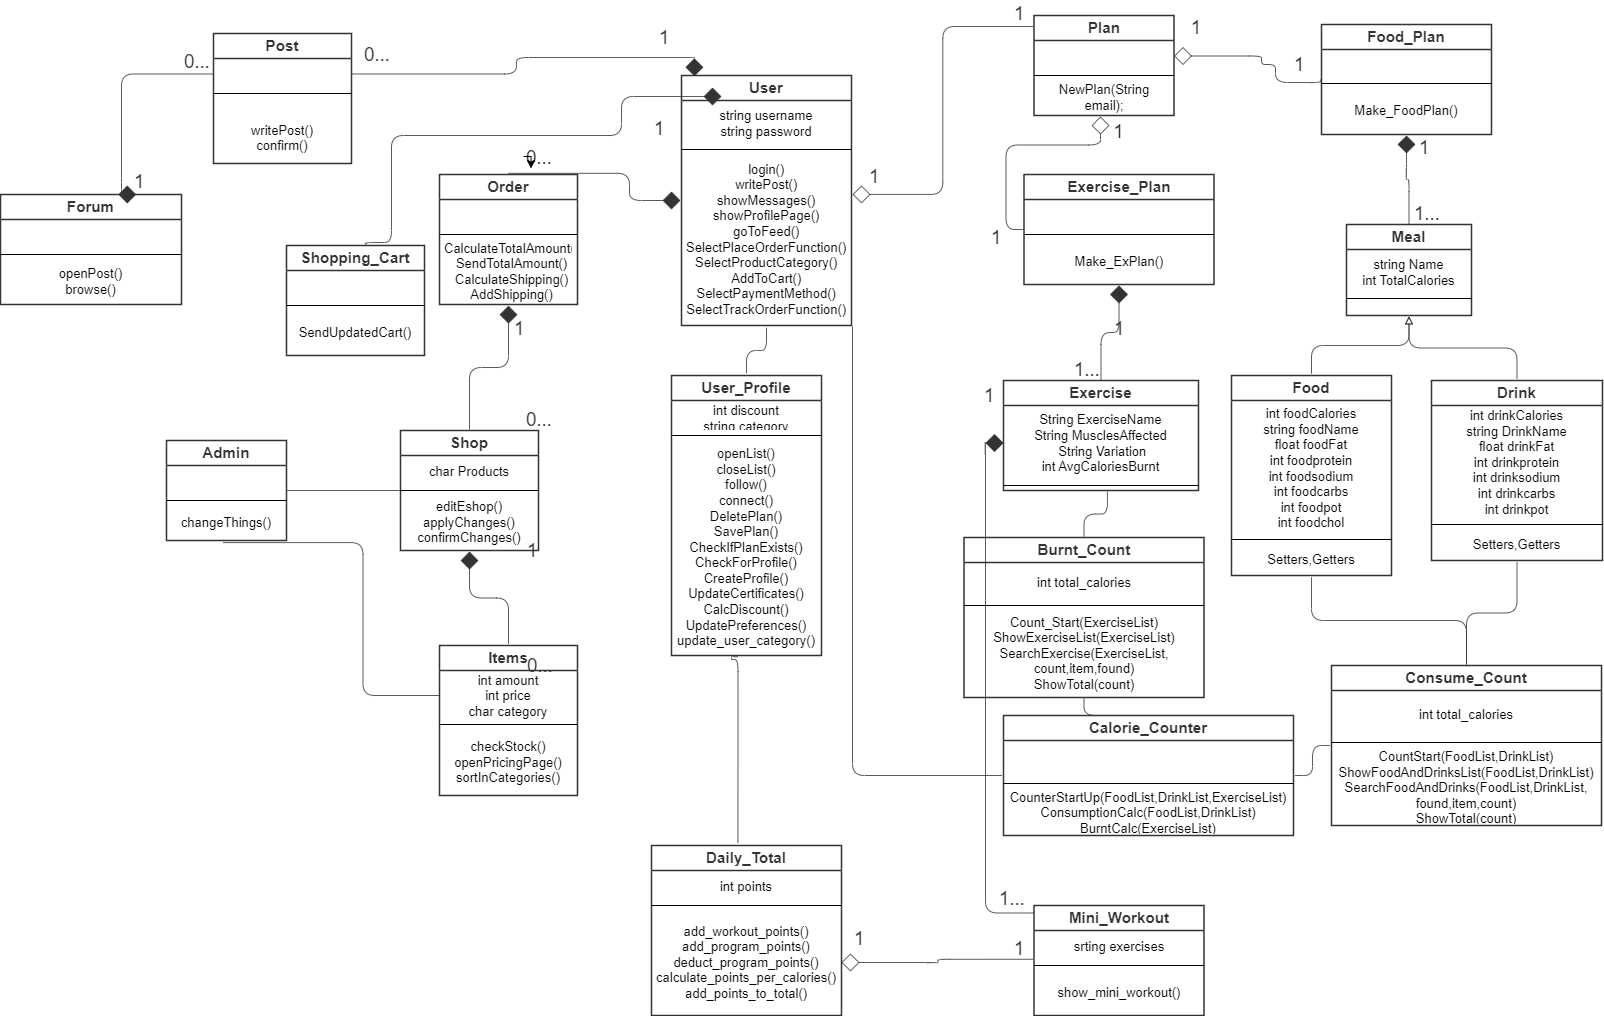 Post
writePost()
confirm()
0...
0...
1
1
Forum
openPost()
browse()
User
string username
string password
login()
writePost()
showMessages()
showProfilePage()
goToFeed()
SelectPlaceOrderFunction()
SelectProductCategory()
AddToCart()
SelectPaymentMethod()
SelectTrackOrderFunction()
1
0...
1
1
Plan
NewPlan(String
email);
1
1
1
Food_Plan
Make_FoodPlan()
1
1...
Order
CalculateTotalAmount(
SendTotalAmount()
CalculateShipping()
AddShipping()
1
Shopping_Cart
SendUpdatedCart()
Exercise_Plan
Make_ExPlan()
1
1
1...
Meal
string Name
int TotalCalories
User_Profile
int discount
string category
openList()
closeList()
follow()
connect()
DeletePlan()
SavePlan()
CheckIfPlanExists()
CheckForProfile()
CreateProfile()
UpdateCertificates()
CalcDiscount()
UpdatePreferences()
update_user_category()
Exercise
String ExerciseName
String MusclesAffected
String Variation
int AvgCaloriesBurnt
1
Food
int foodCalories
string foodName
float foodFat
int foodprotein
int foodsodium
int foodcarbs
int foodpot
int foodchol
Setters,Getters
Drink
int drinkCalories
string DrinkName
float drinkFat
int drinkprotein
int drinksodium
int drinkcarbs
int drinkpot
Setters,Getters
0...
Shop
char Products
editEshop()
applyChanges()
confirmChanges()
1
Admin
changeThings()
Burnt_Count
int total_calories
Count_Start(ExerciseList)
ShowExerciseList(ExerciseList)
SearchExercise(ExerciseList,
count,item,found)
ShowTotal(count)
Items
0...
int amount
int price
char category
checkStock()
openPricingPage()
sortInCategories()
Consume_Count
int total_calories
CountStart(FoodList,DrinkList)
ShowFoodAndDrinksList(FoodList,DrinkList)
SearchFoodAndDrinks(FoodList,DrinkList,
found,item,count)
ShowTotal(count)
Calorie_Counter
CounterStartUp(FoodList,DrinkList,ExerciseList)
ConsumptionCalc(FoodList,DrinkList)
BurntCalc(ExerciseList)
Daily_Total
int points
add_workout_points()
add_program_points()
deduct_program_points()
calculate_points_per_calories()
add_points_to_total()
1
1
1...
Mini_Workout
srting exercises
show_mini_workout()